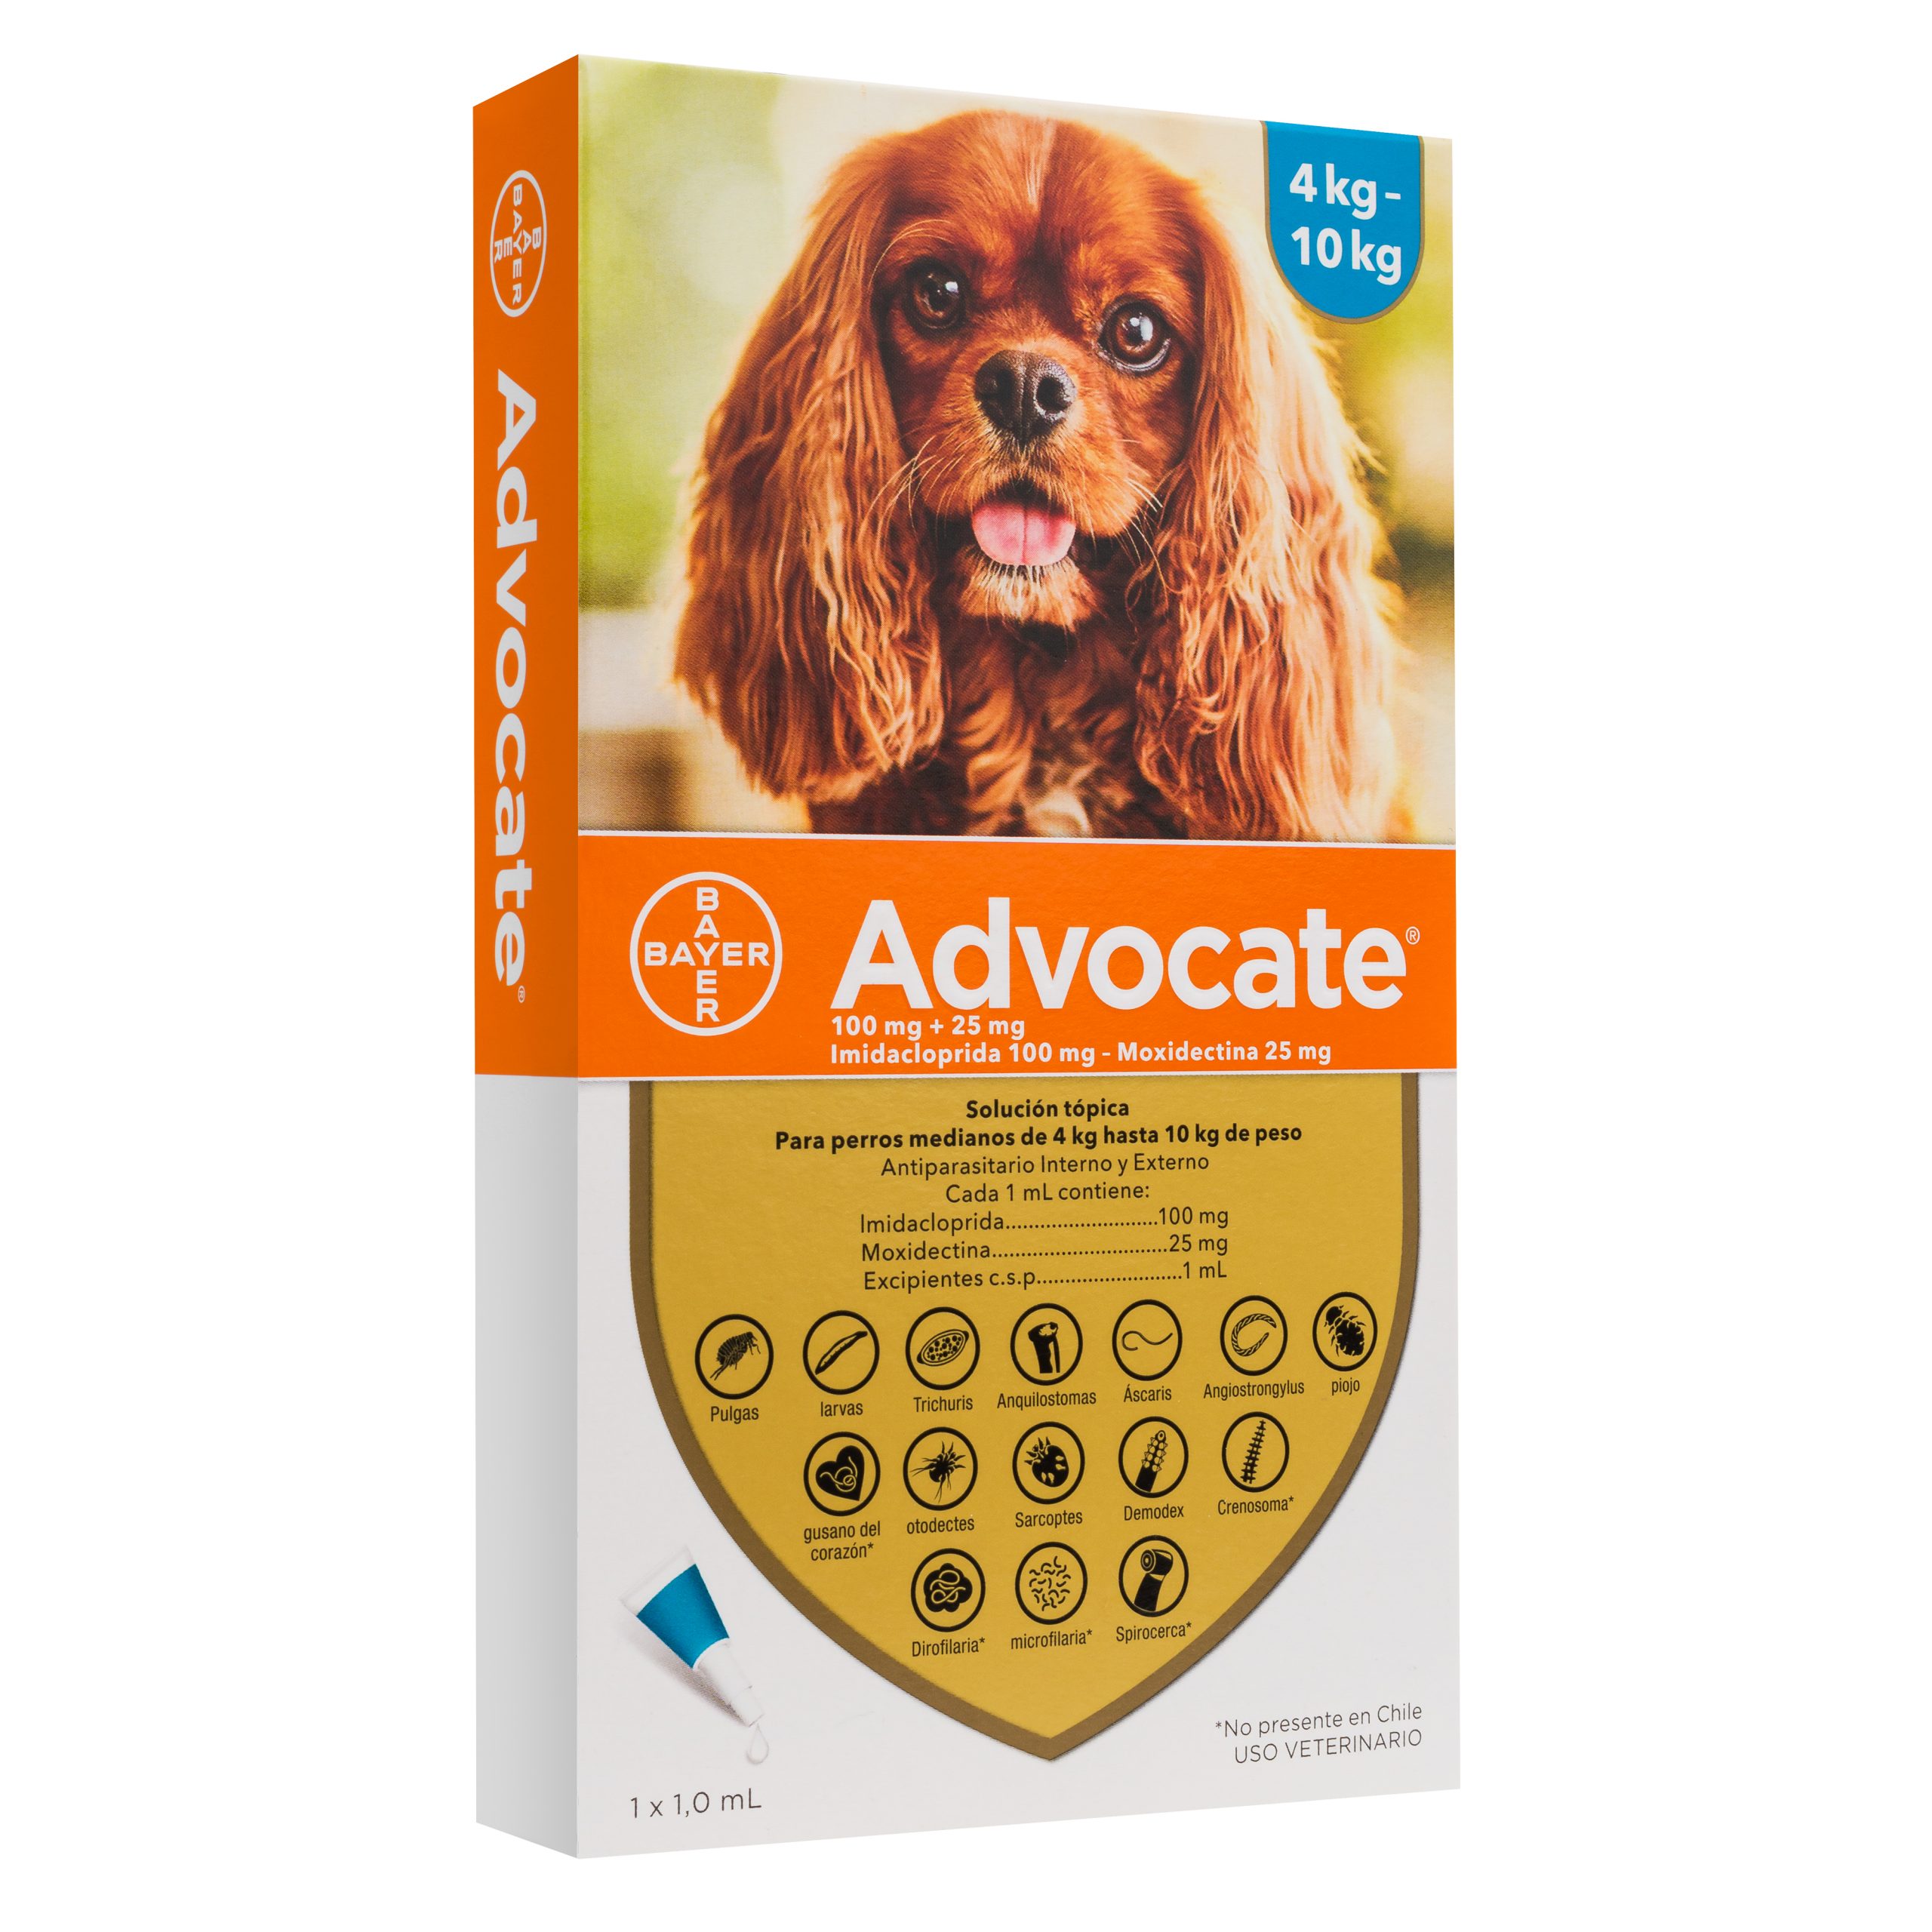 BAYER
BAYER
Advocate®
4 kg -
10 kg
BAYER
BAYER
Advocate®
100 mg + 25 mg
Imidacloprida 100 mg - Moxidectina 25 mg
Solución tópica
Para perros medianos de 4 kg hasta 10 kg de peso
Antiparasitario Interno y Externo
Cada 1 mL contiene:
Imidacloprida...........................100 mg
Moxidectina...............................25 mg
Excipientes c.s.p..........................1 mL
Pulgas larvas Trichuris Anquilostomas Áscaris Angiostrongylus piojo
gusano del corazón* otodectes Sarcoptes Demodex Crenosoma*
Dirofilaria* microfilaria* Spirocerca*
*No presente en Chile
USO VETERINARIO
1 x 1,0 mL